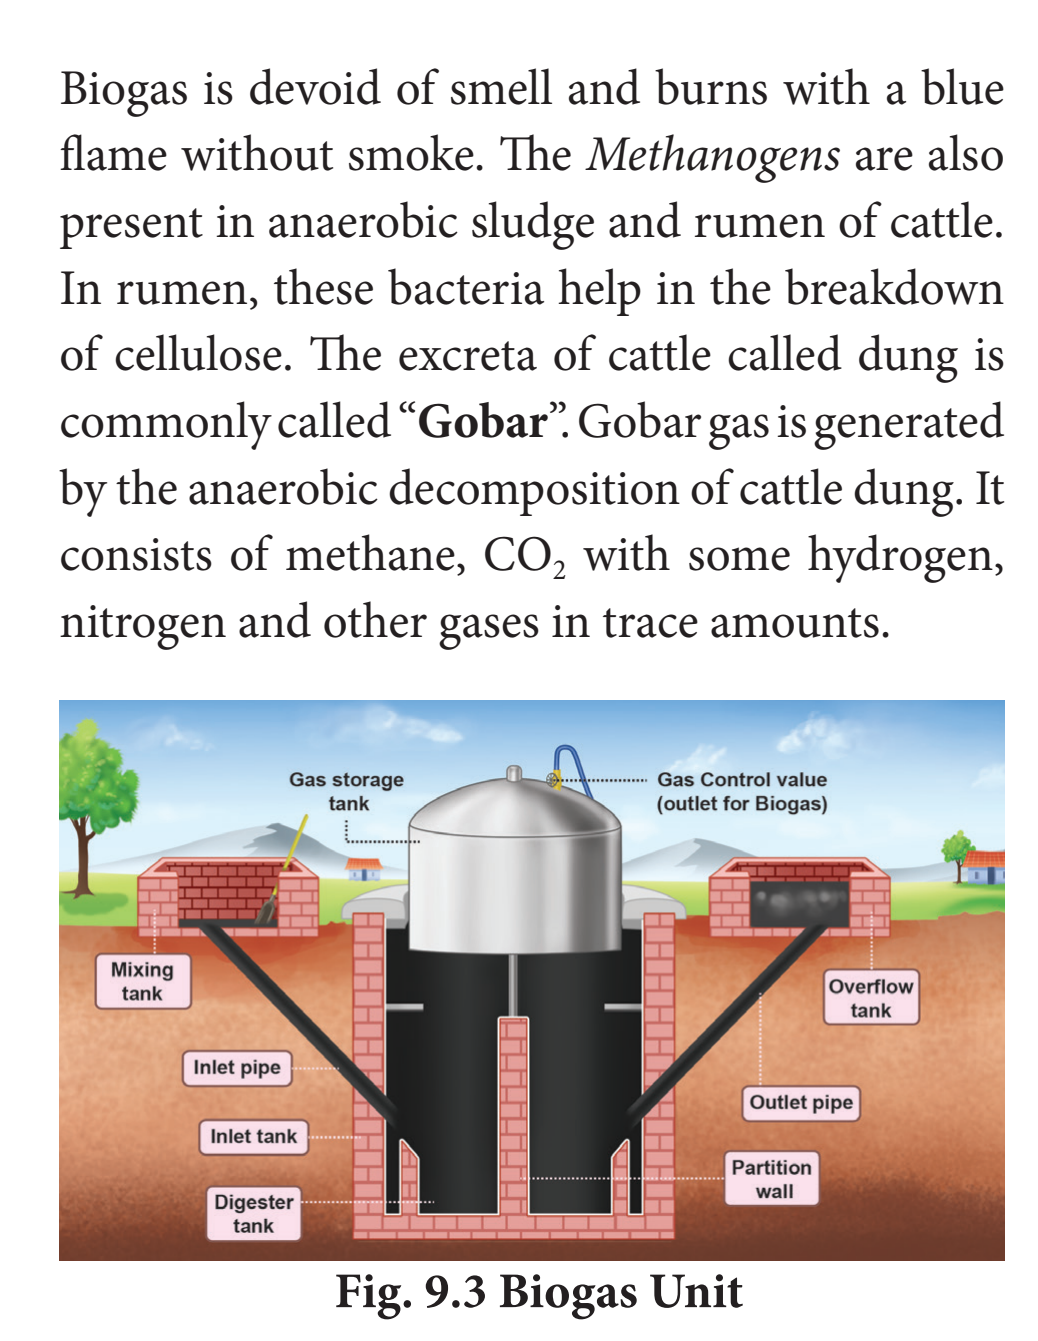 Biogas is devoid of smell and burns with a blue
flame without smoke. The Methanogens are also
present in anaerobic sludge and rumen of cattle.
In rumen, these bacteria help in the breakdown
of cellulose. The excreta of cattle called dung is
commonly called “Gobar”. Gobar gas is generated
by the anaerobic decomposition of cattle dung. It
consists of methane, CO₂ with some hydrogen,
nitrogen and other gases in trace amounts.
Gas storage
tank
Gas Control value
(outlet for Biogas)
Mixing
tank
Overflow
tank
Inlet pipe
Outlet pipe
Inlet tank
Partition
wall
Digester
tank
Fig. 9.3 Biogas Unit